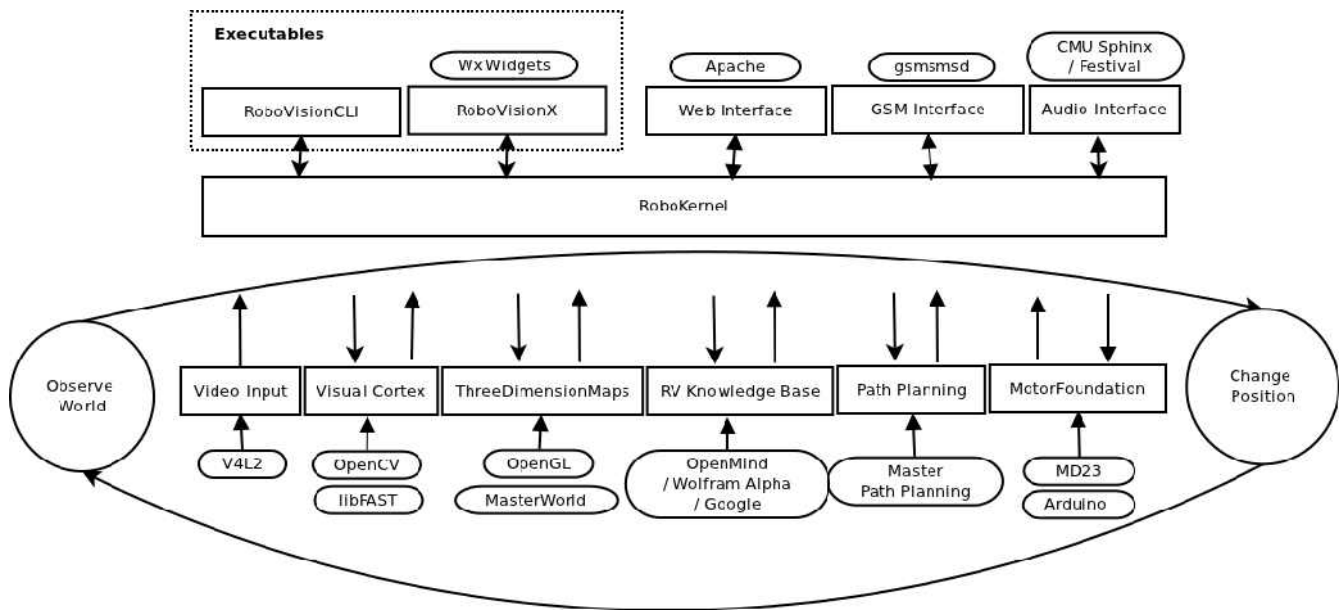 Executables
WxWidgets
Apache
gsmsmsd
CMU Sphinx
/ Festival
RoboVisionCLI
RoboVisionX
Web Interface
GSM Interface
Audio Interface
RoboKernel
Observe
World
Video Input
Visual Cortex
ThreeDimensionMaps
RV Knowledge Base
Path Planning
MotorFoundation
Change
Position
V4L2
OpenCV
libFAST
OpenGL
MasterWorld
OpenMind
/ Wolfram Alpha
/ Google
Master
Path Planning
MD23
Arduino